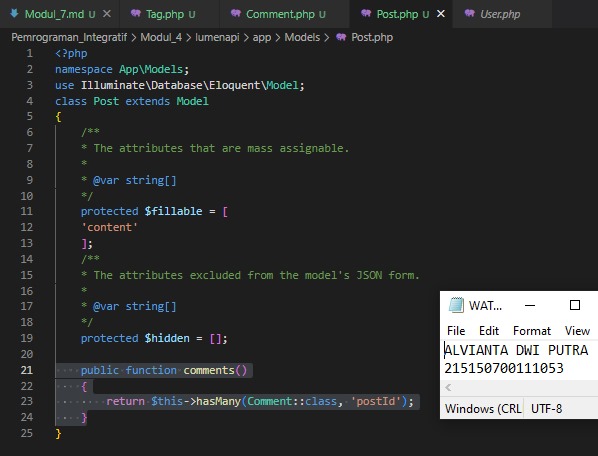 Modul_7.md U
Tag.php U
Comment.php U
Post.php U ×
User.php
Pemrograman_Integratif > Modul_4 > lumenapi > app > Models > Post.php
1 <?php
2 namespace App\Models;
3 use Illuminate\Database\Eloquent\Model;
4 class Post extends Model
5 {
6 /**
7 * The attributes that are mass assignable.
8 *
9 * @var string[]
10 */
11 protected $fillable = [
12 'content'
13 ];
14 /**
15 * The attributes excluded from the model's JSON form.
16 *
17 * @var string[]
18 */
19 protected $hidden = [];
20
21 public function comments()
22 {
23 return $this->hasMany(Comment::class, 'postId');
24 }
25 }
WAT...
File Edit Format View
ALVIANTA DWI PUTRA
215150700111053
Windows (CRL UTF-8